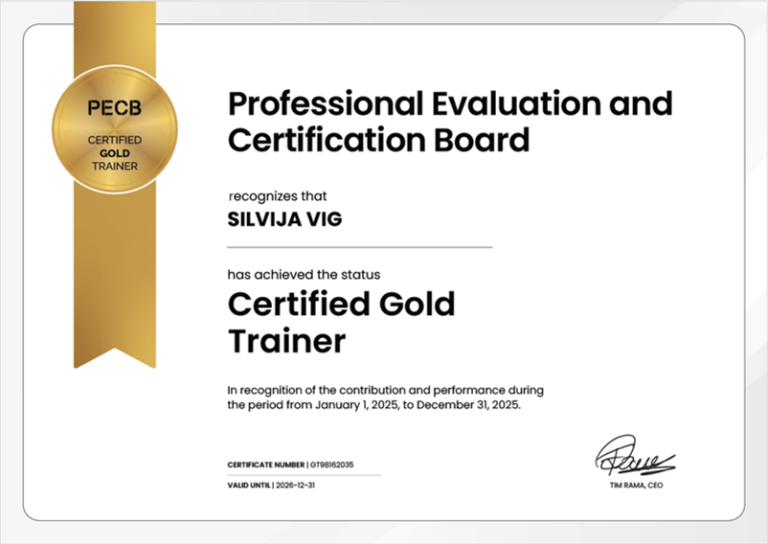 PECB
CERTIFIED
GOLD
TRAINER
Professional Evaluation and
Certification Board
recognizes that
SILVIJA VIG
has achieved the status
Certified Gold
Trainer
In recognition of the contribution and performance during
the period from January 1, 2025, to December 31, 2025.
CERTIFICATE NUMBER | GT98162035
VALID UNTIL | 2026-12-31
TIM RAMA, CEO